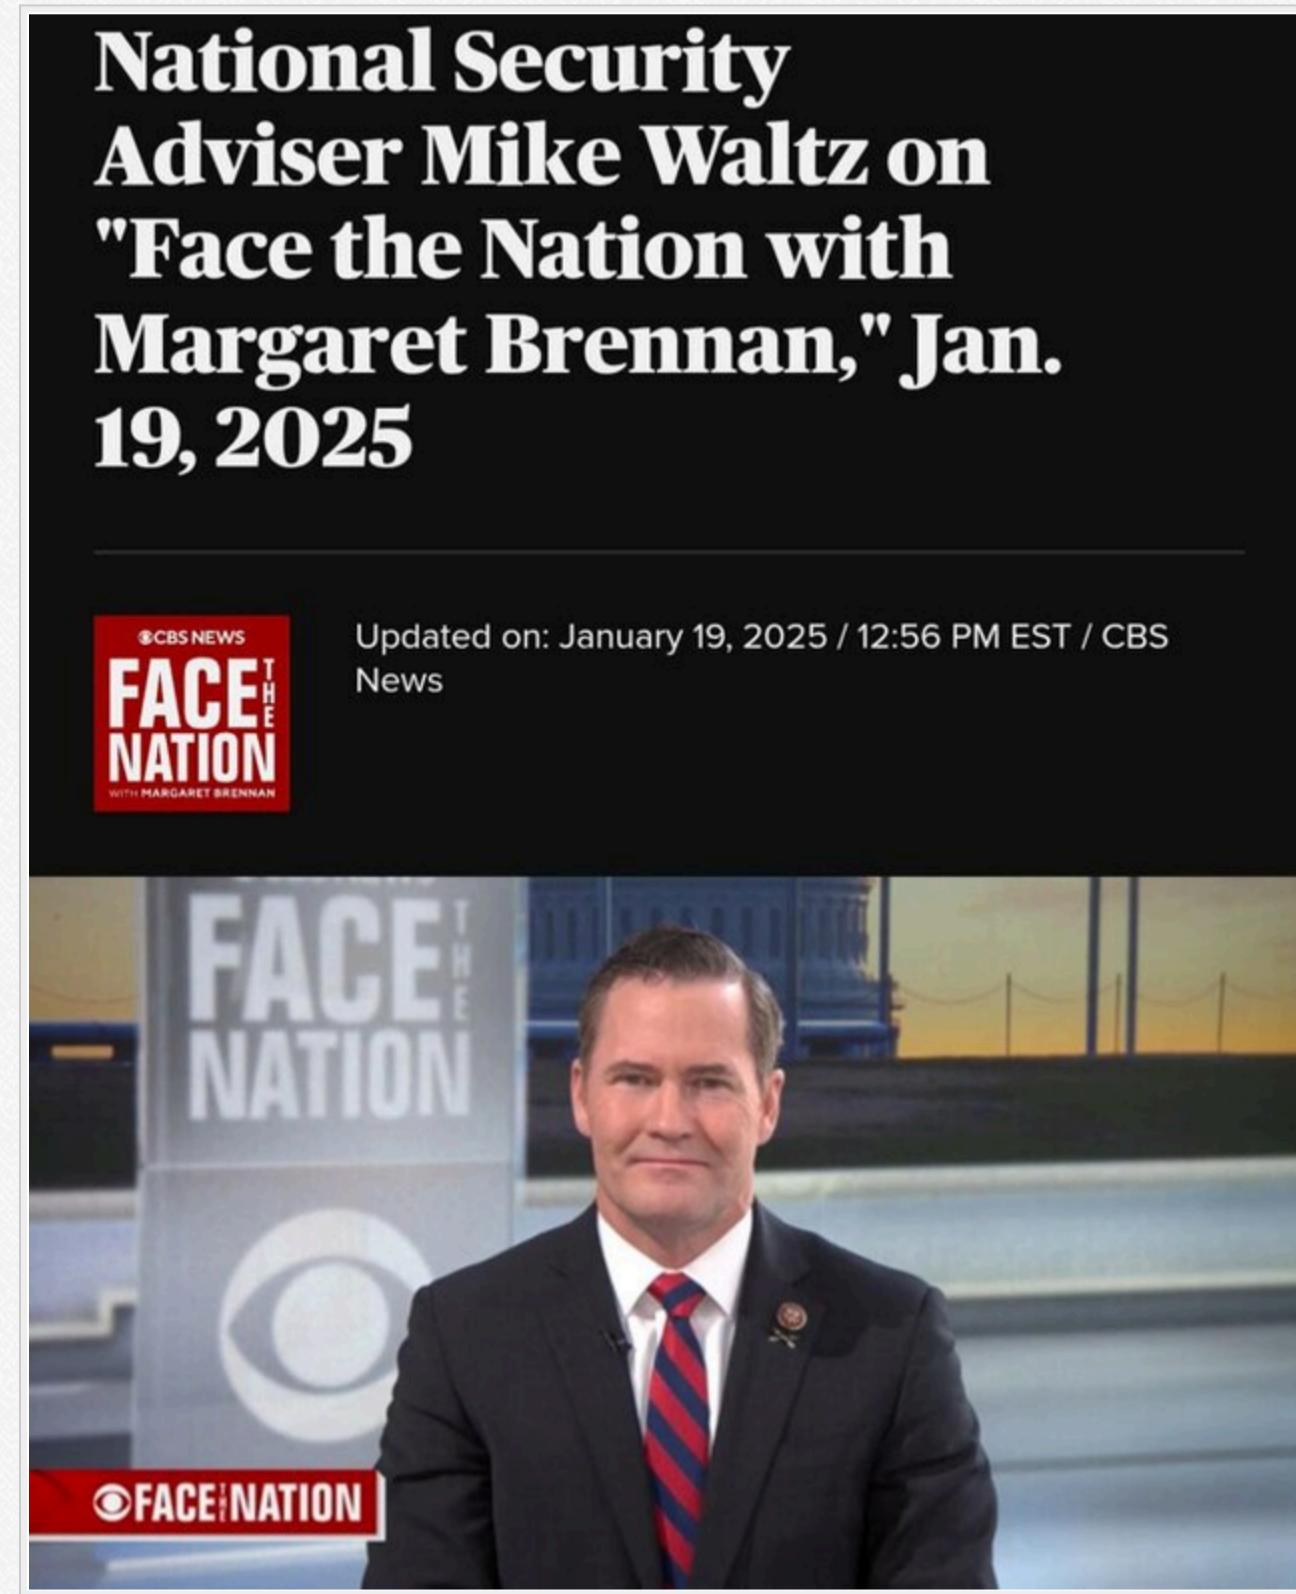 National Security
Adviser Mike Waltz on
"Face the Nation with
Margaret Brennan," Jan.
19, 2025
CBS NEWS
FACE THE
NATION
WITH MARGARET BRENNAN
Updated on: January 19, 2025 / 12:56 PM EST / CBS
News
FACE THE
NATION
FACE THE NATION